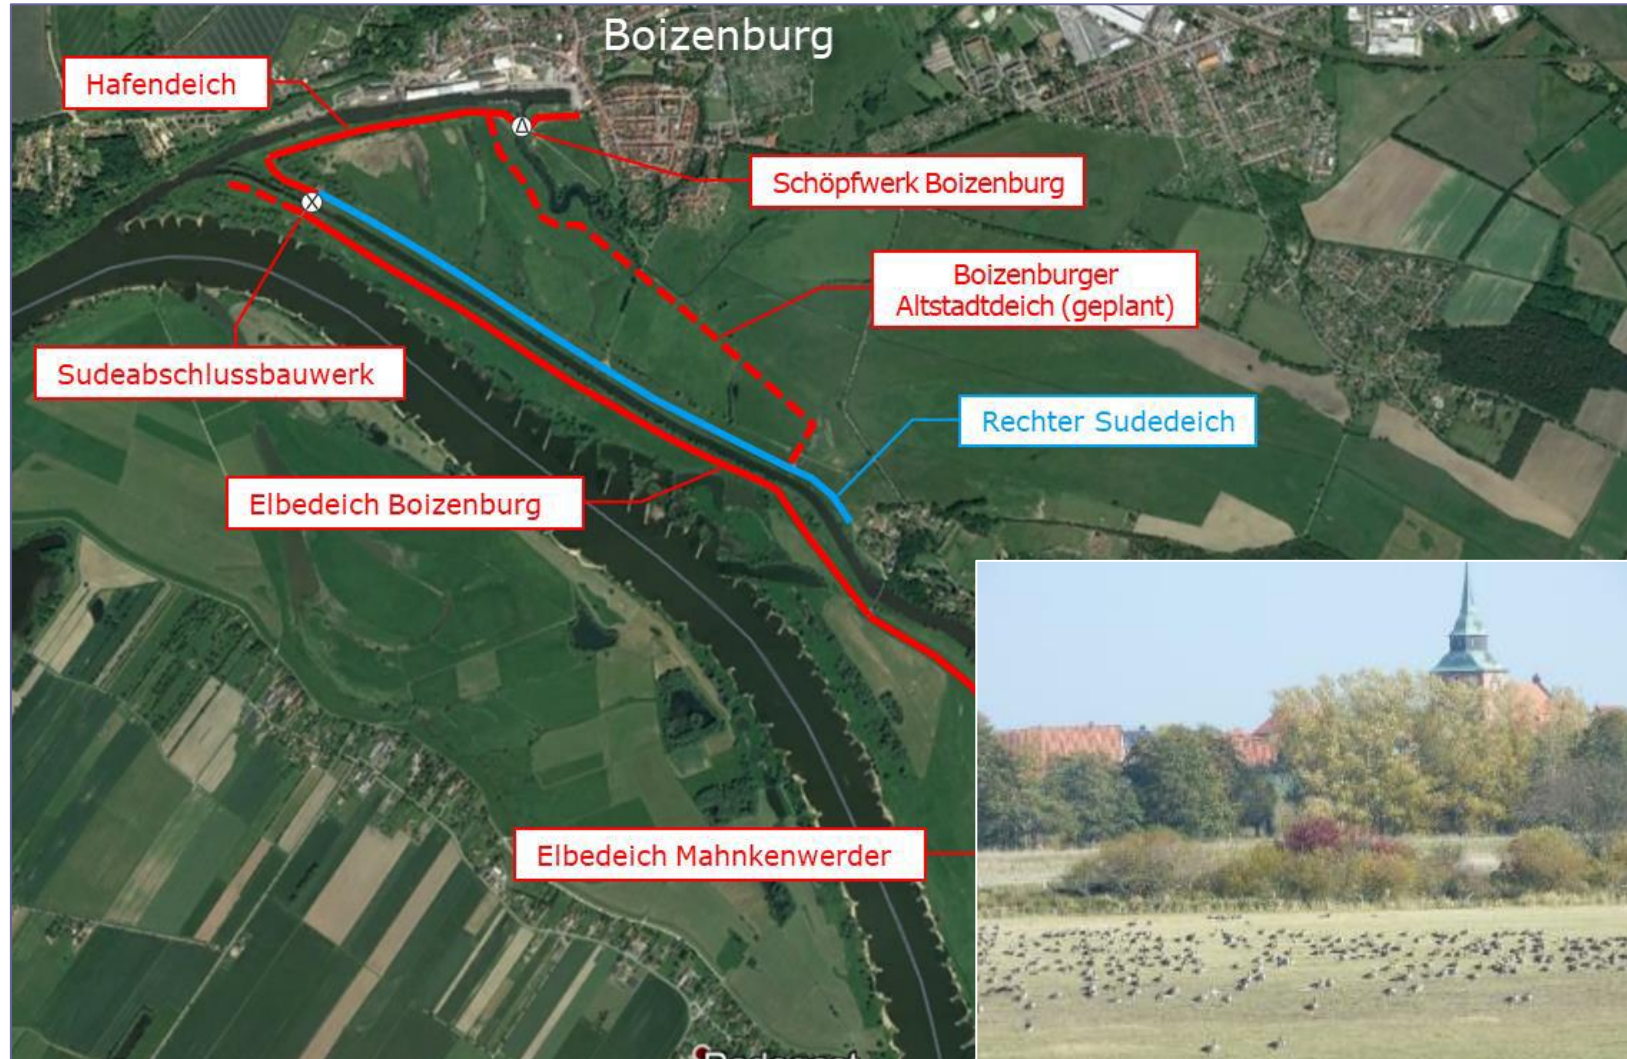 Boizenburg
Hafendeich
Schöpfwerk Boizenburg
Boizenburger
Altstadtdeich (geplant)
Sudeabschlussbauwerk
Rechter Sudedeich
Elbedeich Boizenburg
Elbedeich Mahnkenwerder